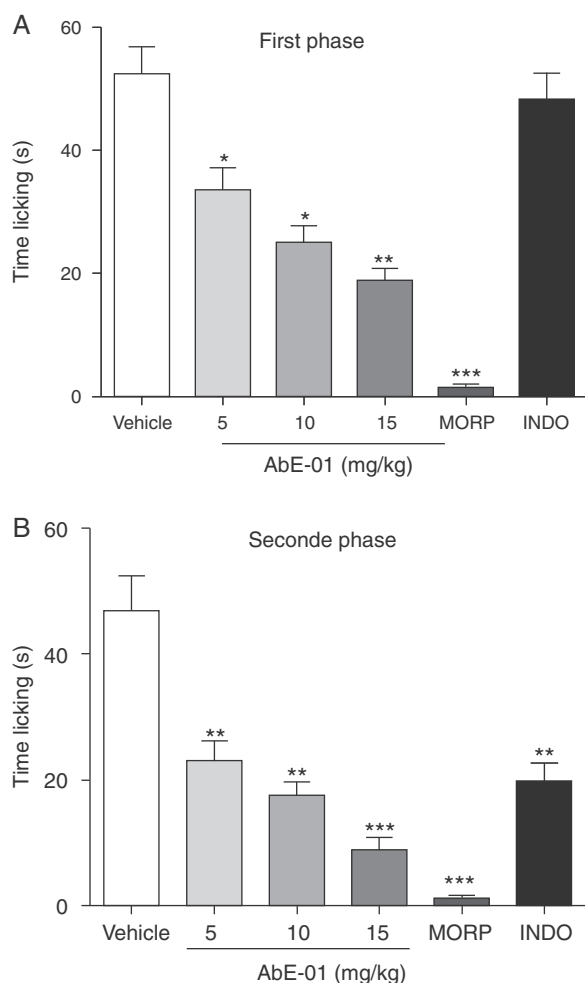 A
First phase
60
40
20
0
Time licking (s)
*
*
**
***
Vehicle 5 10 15 MORP INDO
AbE-01 (mg/kg)
B
Seconde phase
60
40
20
0
Time licking (s)
**
**
***
***
**
Vehicle 5 10 15 MORP INDO
AbE-01 (mg/kg)